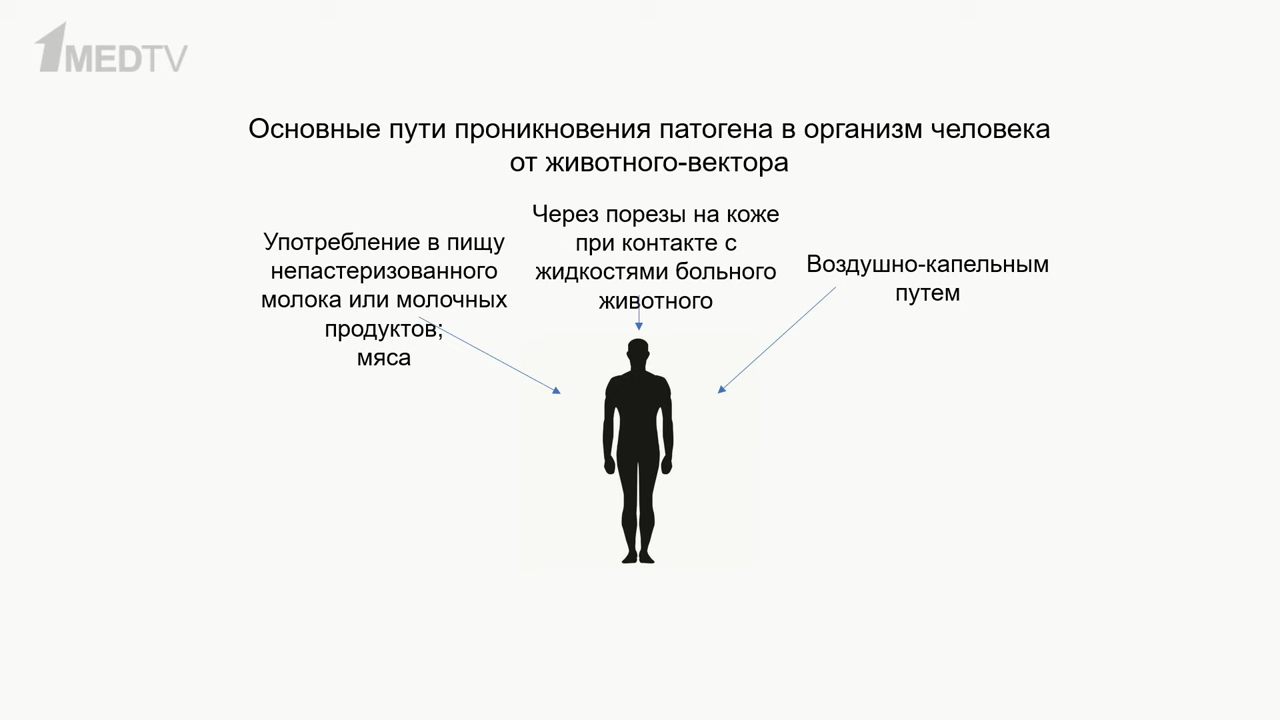 1MEDTV
Основные пути проникновения патогена в организм человека
от животного-вектора
Употребление в пищу
непастеризованного
молока или молочных
продуктов;
мяса
Через порезы на коже
при контакте с
жидкостями больного
животного
Воздушно-капельным
путем